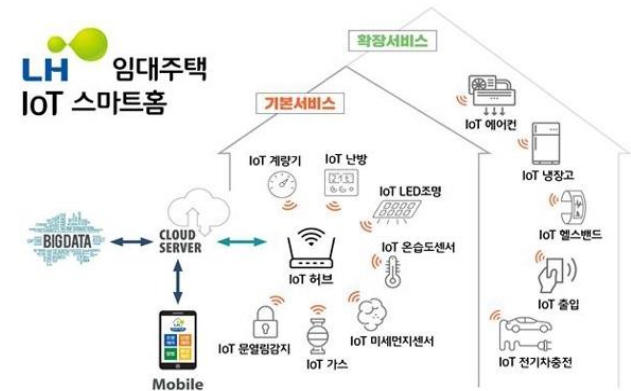 LH 임대주택
IoT 스마트홈
확장서비스
기본서비스
IoT 에어컨
IoT 냉장고
IoT 헬스밴드
IoT 출입
IoT 전기차충전
IoT 계량기
IoT 난방
IoT LED조명
IoT 온습도센서
IoT 허브
IoT 미세먼지센서
IoT 가스
IoT 문열림감지
BIGDATA
CLOUD
SERVER
Mobile